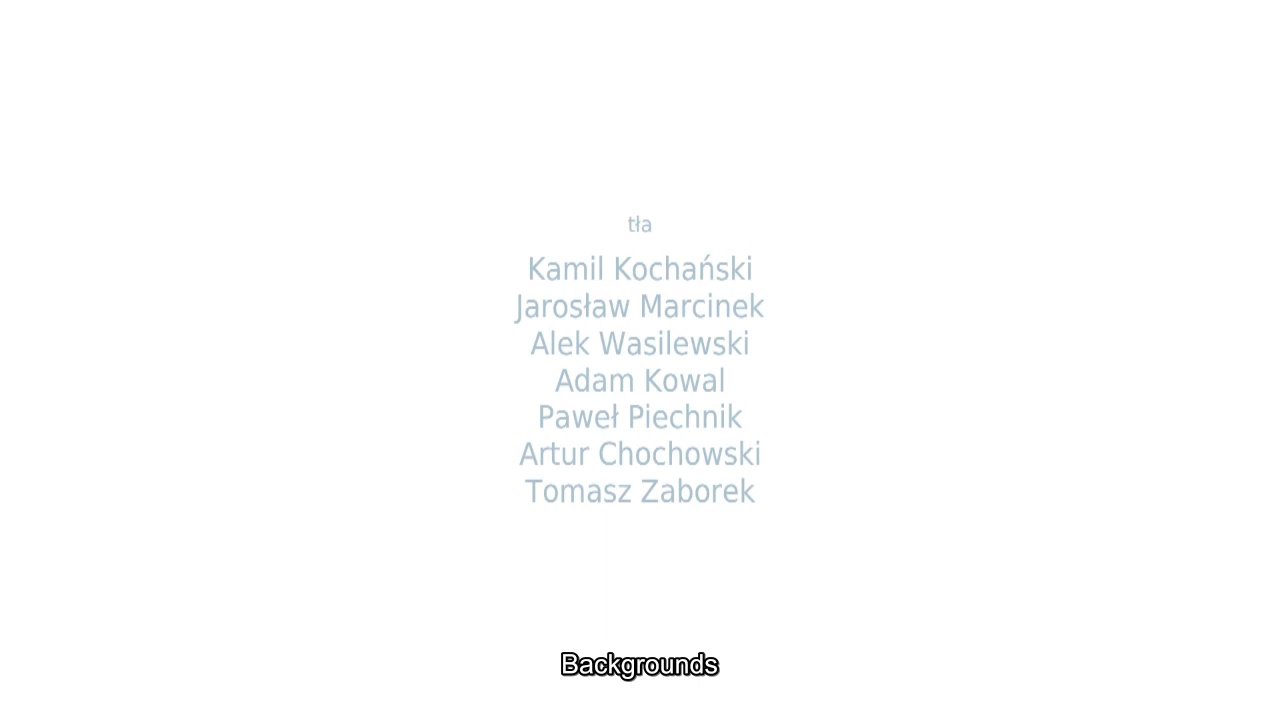 tła
Kamil Kochański
Jarosław Marcinek
Alek Wasilewski
Adam Kowal
Paweł Piechnik
Artur Chochowski
Tomasz Zaborek
Backgrounds